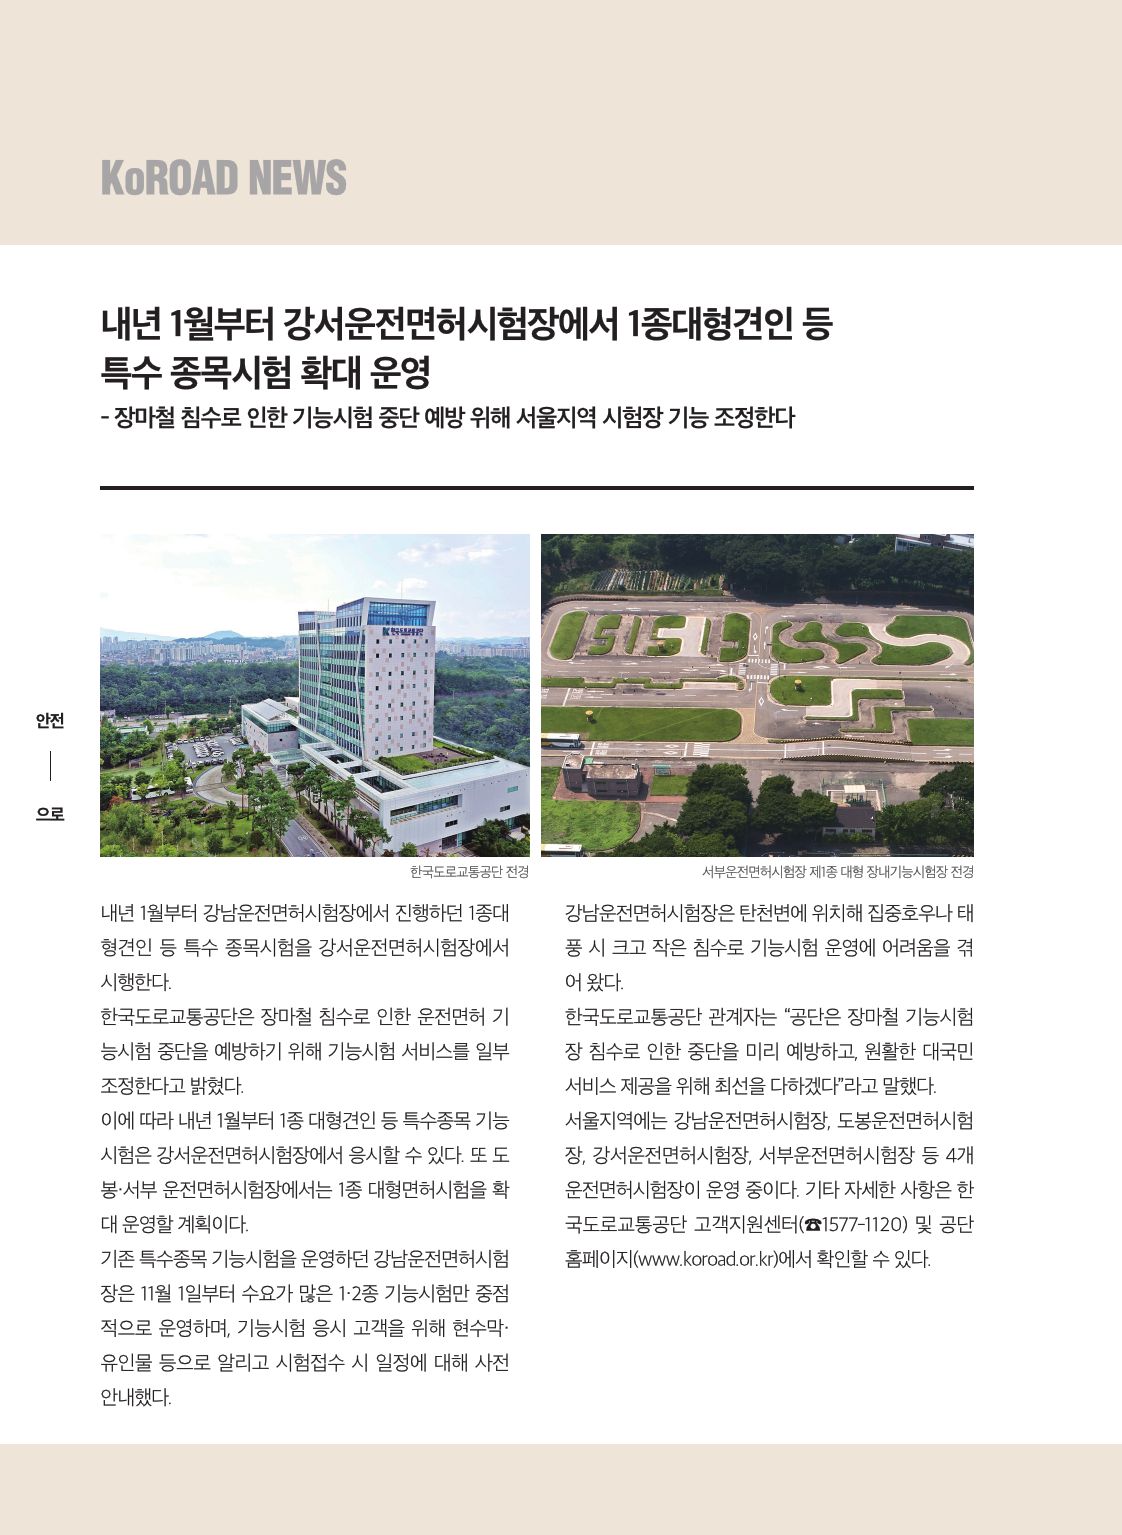 KoROAD NEWS
내년 1월부터 강서운전면허시험장에서 1종대형견인 등
특수 종목시험 확대 운영
- 장마철 침수로 인한 기능시험 중단 예방 위해 서울지역 시험장 기능 조정한다
안전
으로
한국도로교통공단
한국도로교통공단 전경
서부운전면허시험장 제1종 대형 장내기능시험장 전경
내년 1월부터 강남운전면허시험장에서 진행하던 1종대
형견인 등 특수 종목시험을 강서운전면허시험장에서
시행한다.
한국도로교통공단은 장마철 침수로 인한 운전면허 기
능시험 중단을 예방하기 위해 기능시험 서비스를 일부
조정한다고 밝혔다.
이에 따라 내년 1월부터 1종 대형견인 등 특수종목 기능
시험은 강서운전면허시험장에서 응시할 수 있다. 또 도
봉·서부 운전면허시험장에서는 1종 대형면허시험을 확
대 운영할 계획이다.
기존 특수종목 기능시험을 운영하던 강남운전면허시험
장은 11월 1일부터 수요가 많은 1·2종 기능시험만 중점
적으로 운영하며, 기능시험 응시 고객을 위해 현수막·
유인물 등으로 알리고 시험접수 시 일정에 대해 사전
안내했다.
강남운전면허시험장은 탄천변에 위치해 집중호우나 태
풍 시 크고 작은 침수로 기능시험 운영에 어려움을 겪
어 왔다.
한국도로교통공단 관계자는 “공단은 장마철 기능시험
장 침수로 인한 중단을 미리 예방하고, 원활한 대국민
서비스 제공을 위해 최선을 다하겠다”라고 말했다.
서울지역에는 강남운전면허시험장, 도봉운전면허시험
장, 강서운전면허시험장, 서부운전면허시험장 등 4개
운전면허시험장이 운영 중이다. 기타 자세한 사항은 한
국도로교통공단 고객지원센터(☎1577-1120) 및 공단
홈페이지(www.koroad.or.kr)에서 확인할 수 있다.